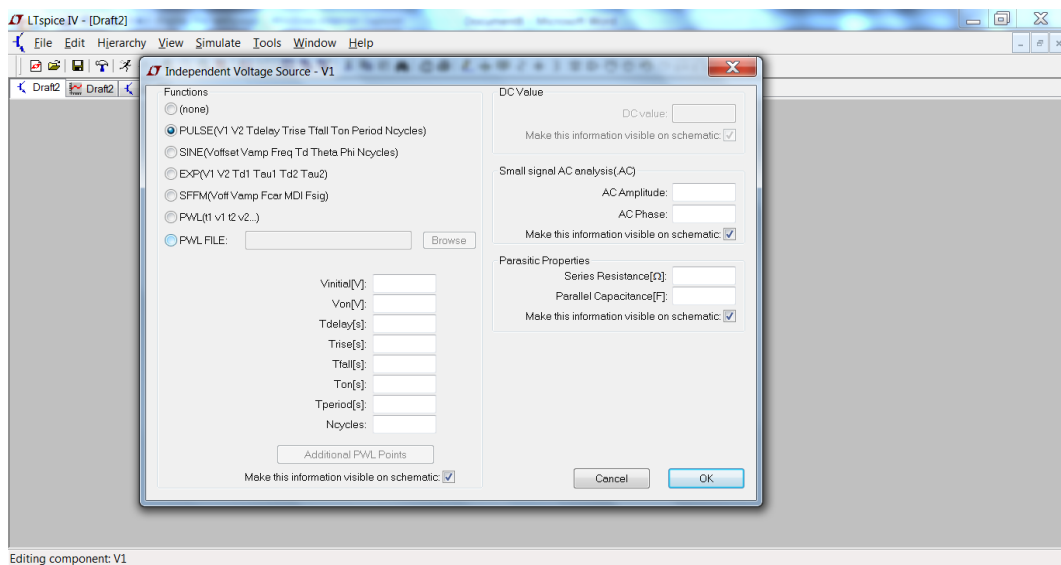 LTspice IV - [Draft2]
File Edit Hierarchy View Simulate Tools Window Help
Draft2 Draft2
Independent Voltage Source - V1
Functions
(none)
PULSE(V1 V2 Tdelay Trise Tfall Ton Period Ncycles)
SINE(Voffset Vamp Freq Td Theta Phi Ncycles)
EXP(V1 V2 Td1 Tau1 Td2 Tau2)
SFFM(Voff Vamp Fcar MDI Fsig)
PWL(t1 v1 t2 v2...)
PWL FILE: Browse
Vinitial[V]:
Von[V]:
Tdelay[s]:
Trise[s]:
Tfall[s]:
Ton[s]:
Tperiod[s]:
Ncycles:
Additional PWL Points
Make this information visible on schematic:
DC Value
DC value:
Make this information visible on schematic:
Small signal AC analysis(.AC)
AC Amplitude:
AC Phase:
Make this information visible on schematic:
Parasitic Properties
Series Resistance[Ω]:
Parallel Capacitance[F]:
Make this information visible on schematic:
Cancel OK
Editing component: V1